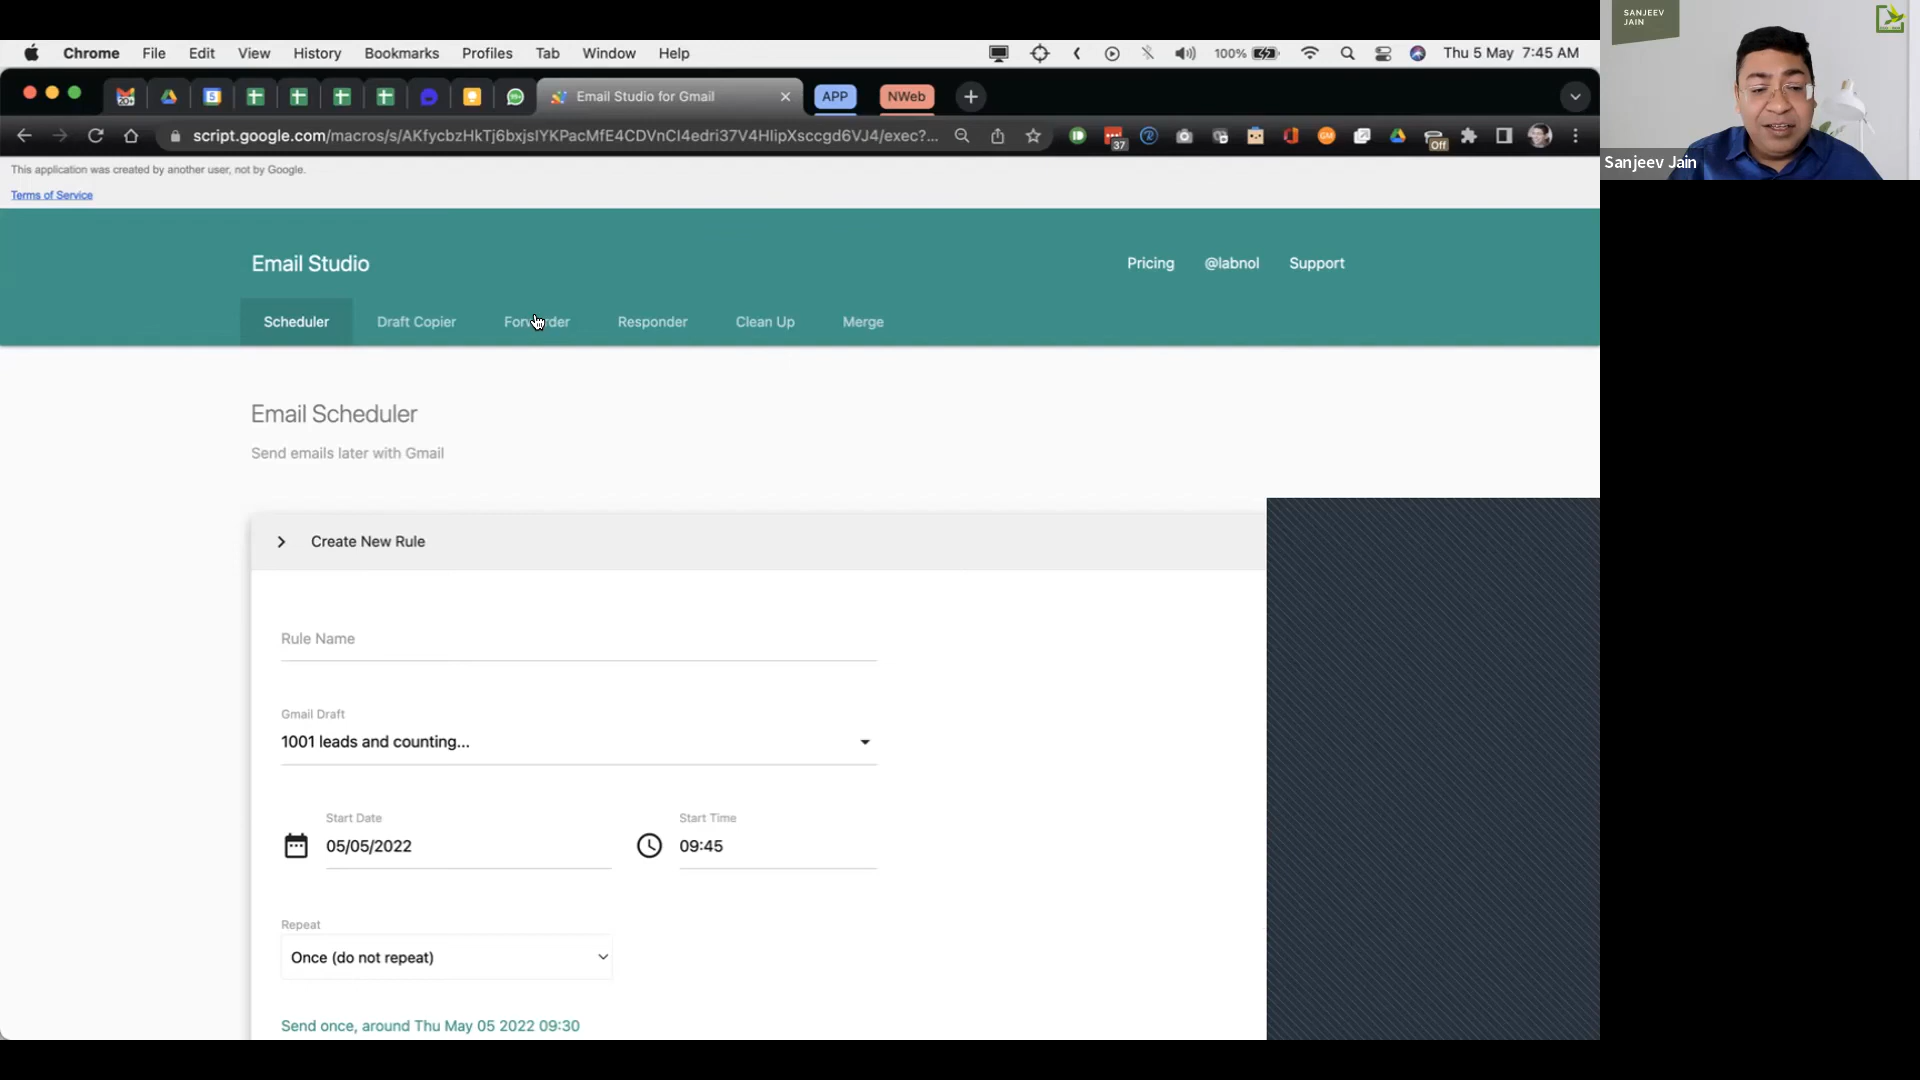 Chrome File Edit View History Bookmarks Profiles Tab Window Help 100% Thu 5 May 7:45 AM
SANJEEV
JAIN
Sanjeev Jain
Email Studio for Gmail APP NWeb
script.google.com/macros/s/AKfycbzHkTj6bxjsIYKPacMfE4CDVnCI4edri37V4HlipXsccgd6VJ4/exec?...
37
Off
This application was created by another user, not by Google.
Terms of Service
Email Studio
Pricing @labnol Support
Scheduler Draft Copier Forwarder Responder Clean Up Merge
Email Scheduler
Send emails later with Gmail
Create New Rule
Rule Name
Gmail Draft
1001 leads and counting...
Start Date Start Time
05/05/2022 09:45
Repeat
Once (do not repeat)
Send once, around Thu May 05 2022 09:30